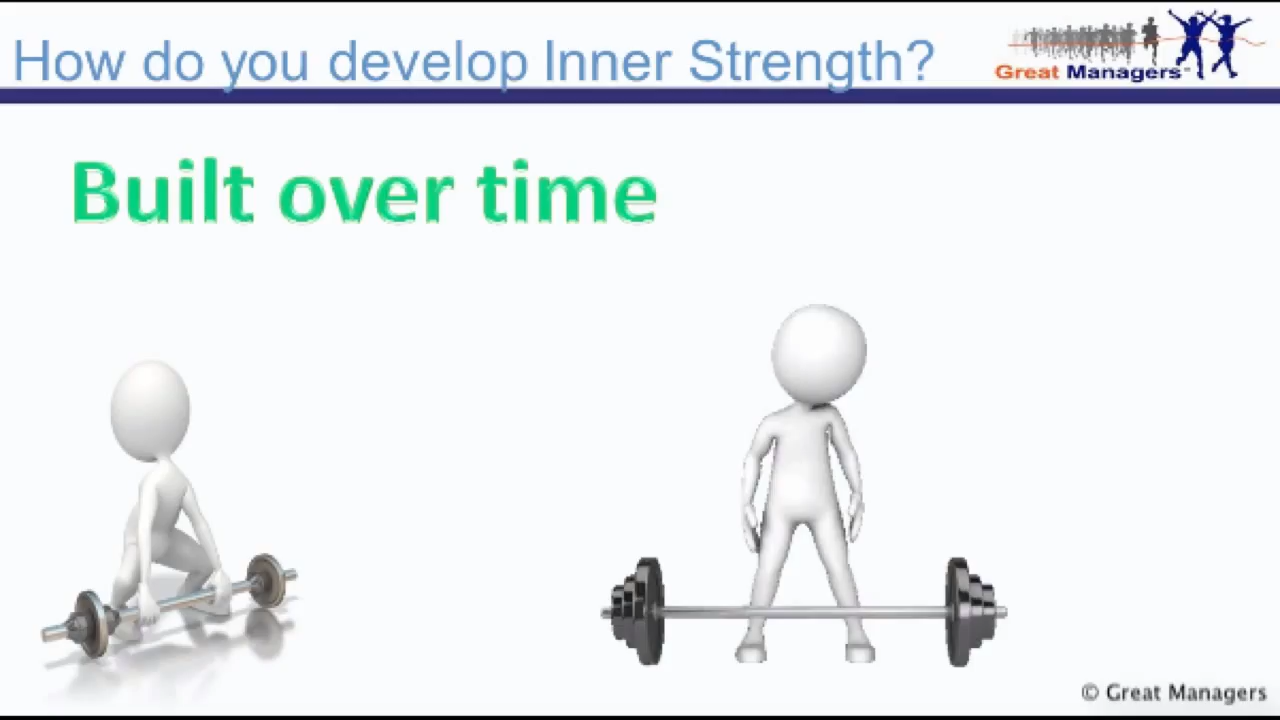 How do you develop Inner Strength?
Great Managers
Built over time
© Great Managers